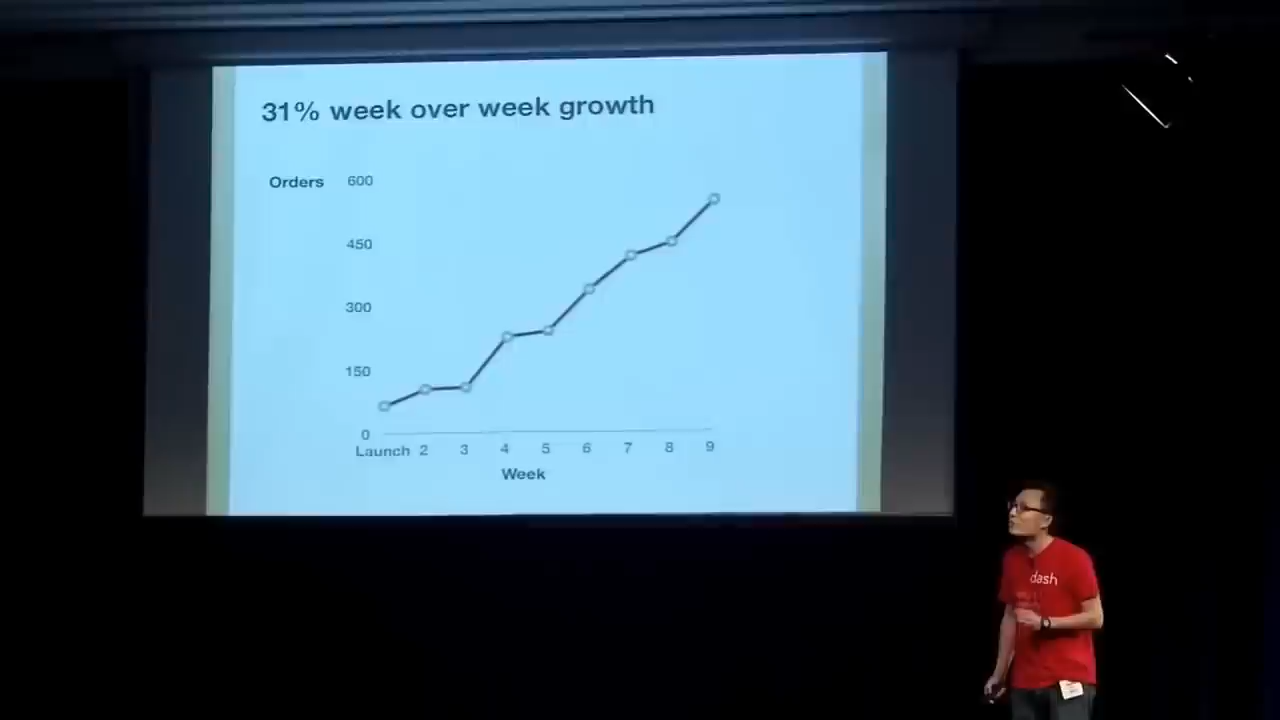 31% week over week growth
Orders
600
450
300
150
0
Launch 2 3 4 5 6 7 8 9
Week
dash